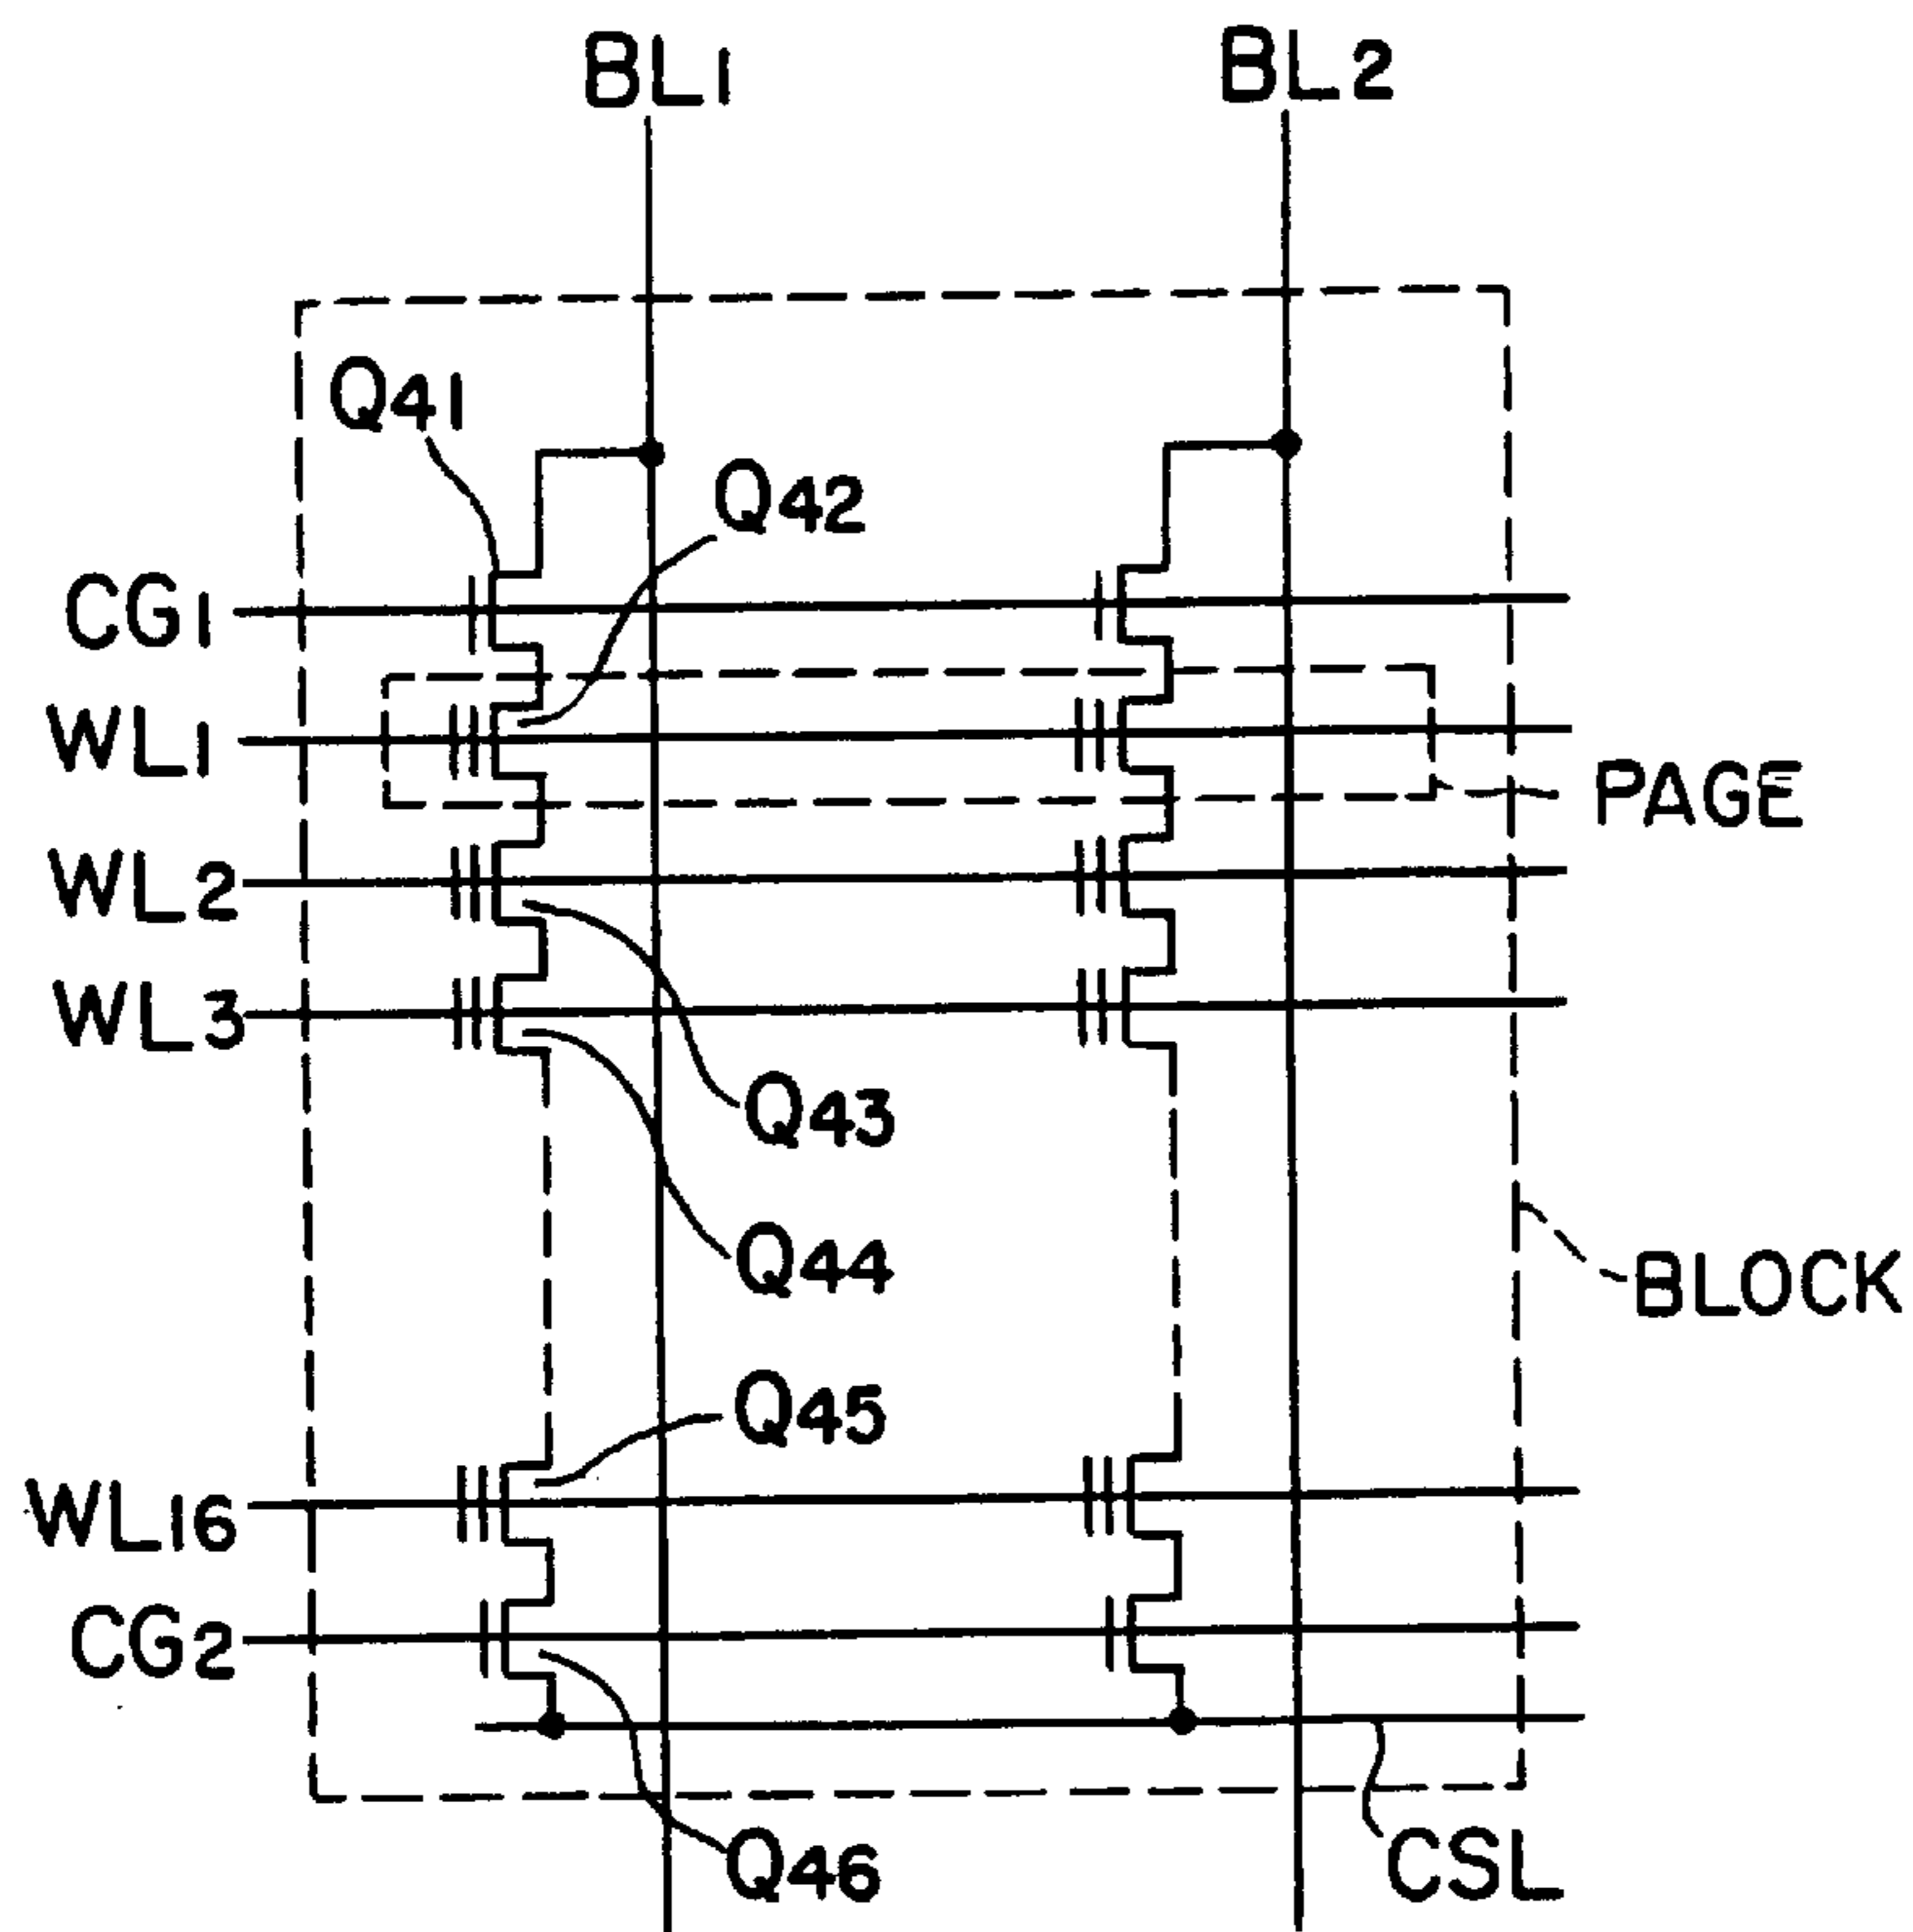 BL1
BL2
Q41
Q42
CG1
WL1
PAGE
WL2
WL3
Q43
Q44
BLOCK
Q45
WL16
CG2
Q46
CSL